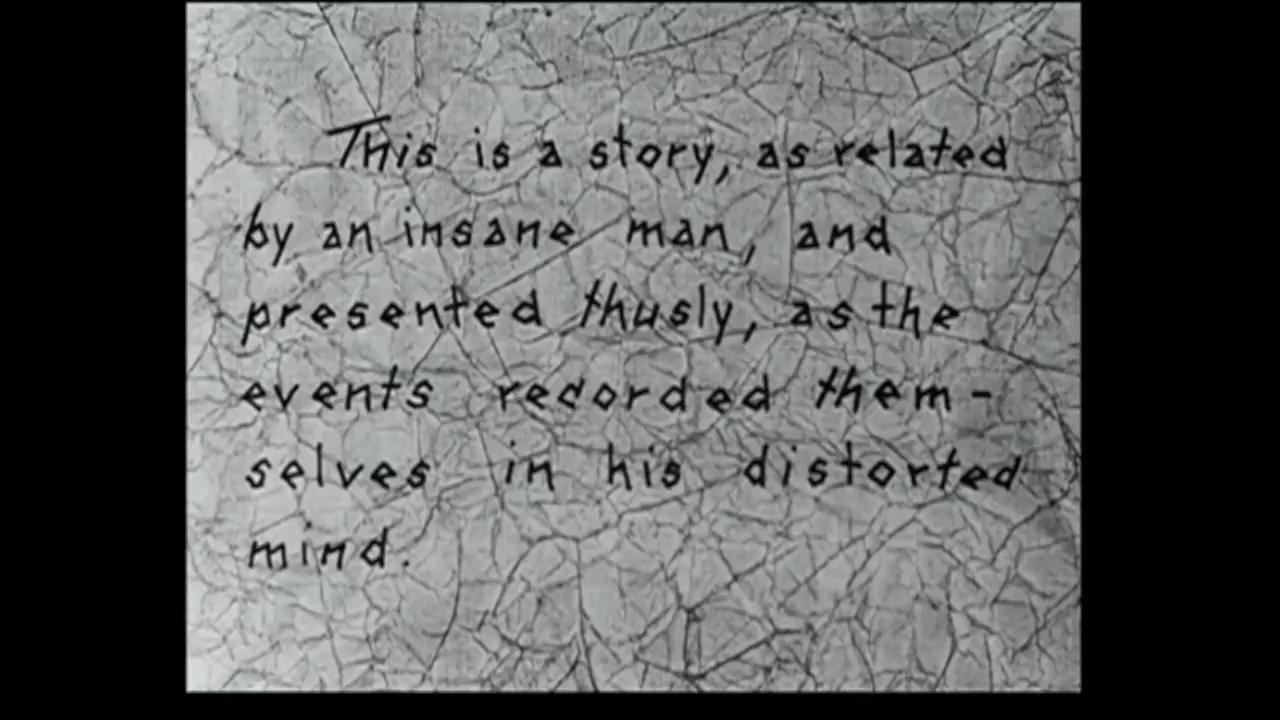 This is a story, as related
by an insane man, and
presented thusly, as the
events recorded them-
selves in his distorted
mind.